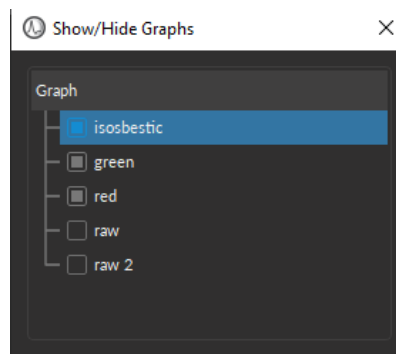 Show/Hide Graphs
Graph
isosbestic
green
red
raw
raw 2